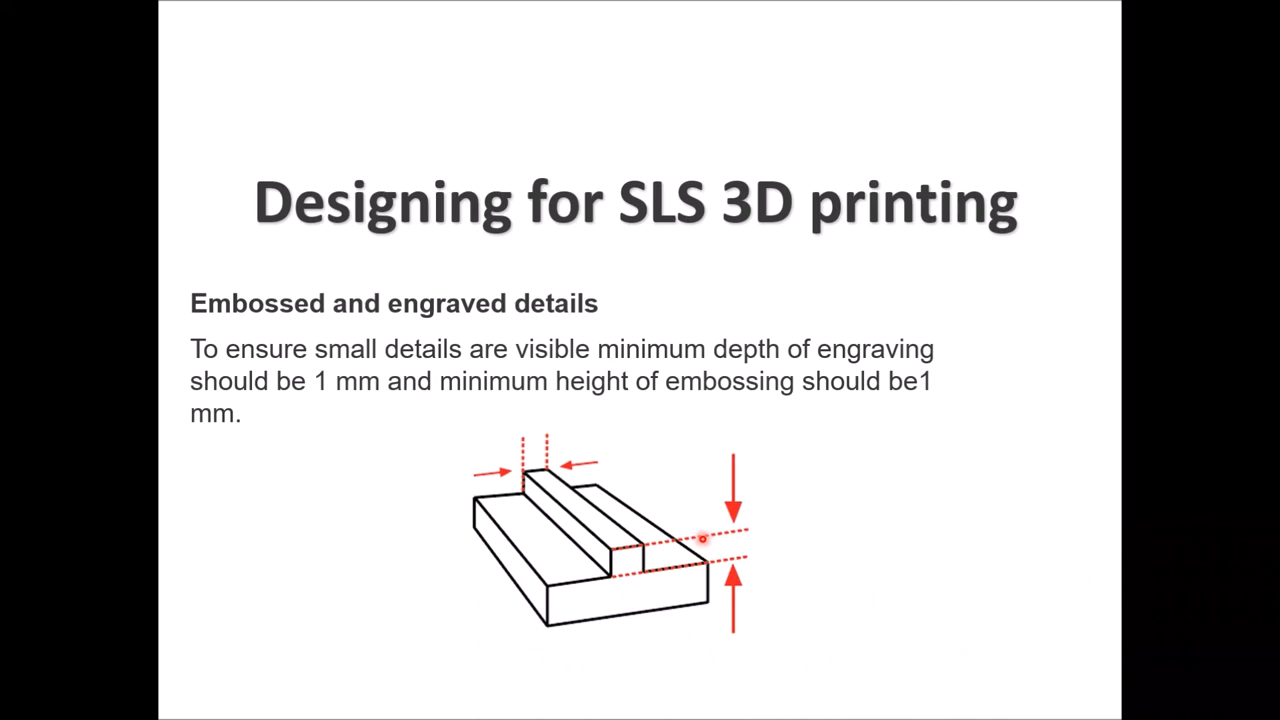 Designing for SLS 3D printing
Embossed and engraved details
To ensure small details are visible minimum depth of engraving
should be 1 mm and minimum height of embossing should be1
mm.